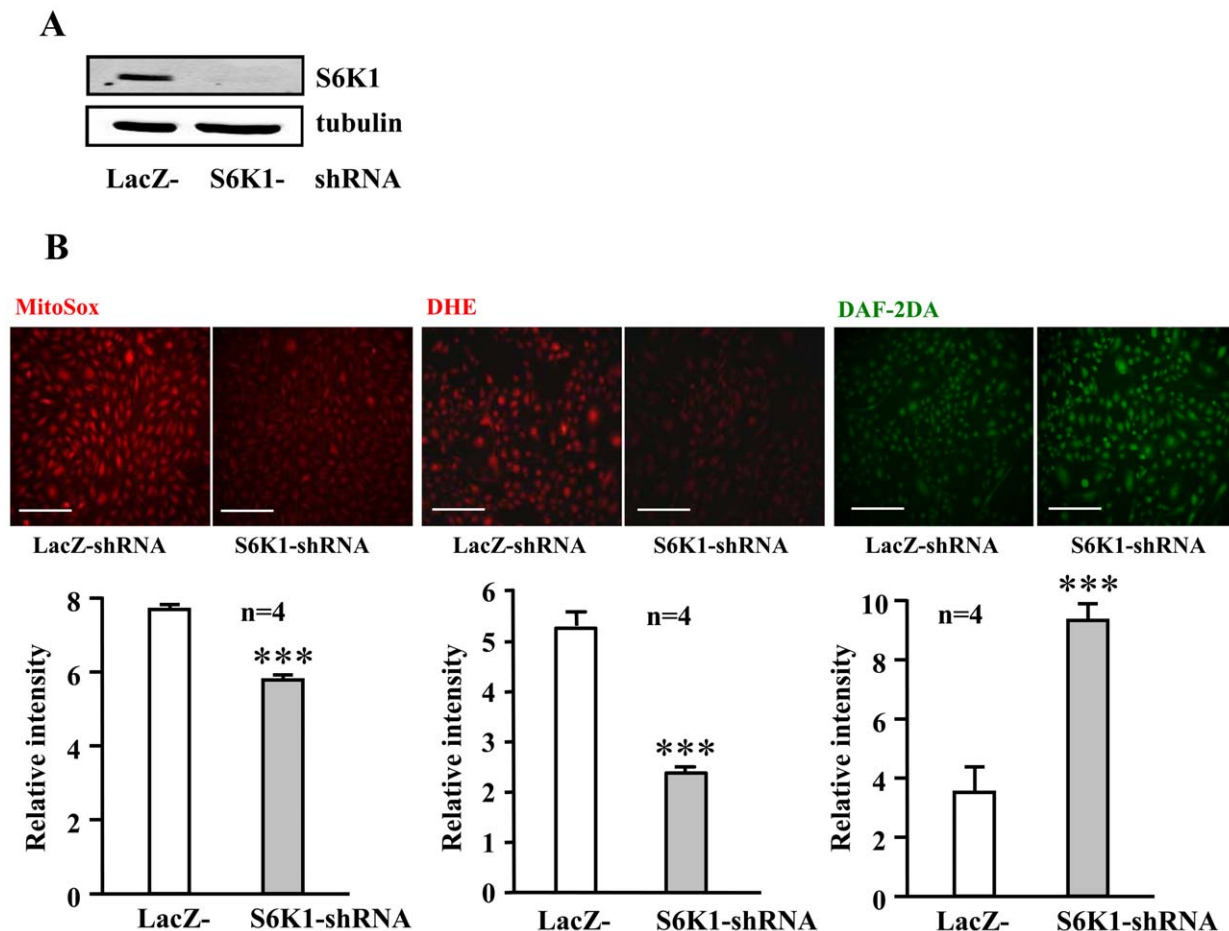 A
S6K1
tubulin
LacZ- S6K1- shRNA
B
MitoSox DHE DAF-2DA
LacZ-shRNA S6K1-shRNA LacZ-shRNA S6K1-shRNA LacZ-shRNA S6K1-shRNA
Relative intensity
8
6
4
2
0
n=4
***
LacZ- S6K1-shRNA
Relative intensity
6
5
4
3
2
1
0
n=4
***
LacZ- S6K1-shRNA
Relative intensity
10
8
6
4
2
0
n=4
***
LacZ- S6K1-shRNA